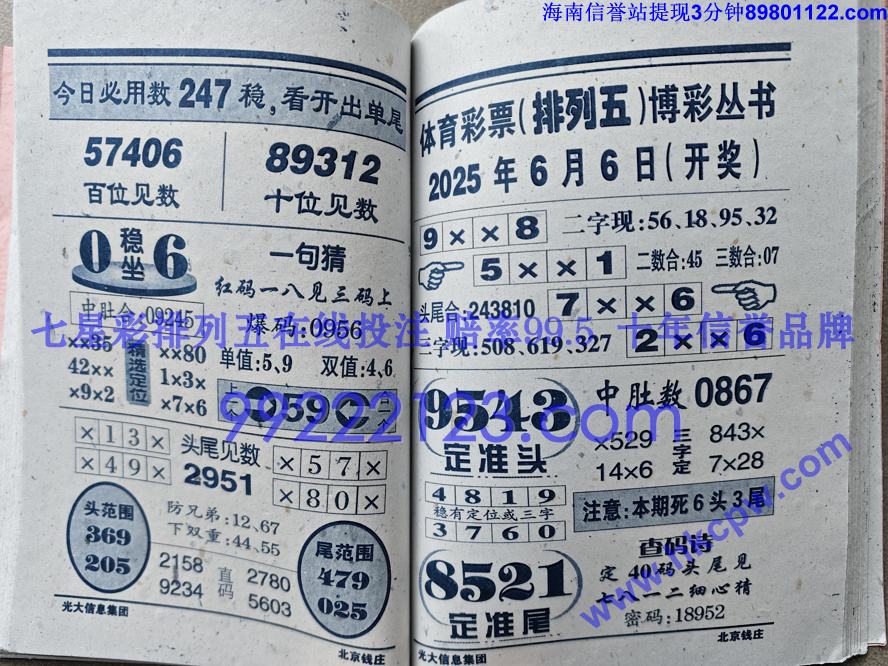 海南信誉站提现3分钟89801122.com
今日必用数247稳,看开出单尾
57406
百位见数
89312
十位见数
0稳坐6
一句猜
红码一八见三码上
中肚合:09245
爆码:0956
××35
42××
×9×2
精选定位
××80
1×3×
×7×6
单值:5、9 双值:4、6
59
×13×
×49×
头尾见数
2951
×57×
×80×
头范围
369
205
防兄弟:12、67
下奴重:44、55
2158
9234
直码
2780
5603
尾范围
479
025
光大信息集团
北京钱庄
体育彩票(排列五)博彩丛书
2025年6月6日(开奖)
9××8
二字现:56、18、95、32
5××1
二数合:45 三数合:07
头尾合:243810
7××6
三字现:508、619、327
2××6
9543
定准头
中肚数0867
×529
14×6
三字定
843×
7×28
4819
稳有定位或三字
3760
注意:本期死6头3尾
8521
定准尾
查码诗
定40码头尾见
六八一二细心猜
密码:18952
光大信息集团
北京钱庄
七星彩排列五在线投注 赔率99.5 十年信誉品牌
99222123.com